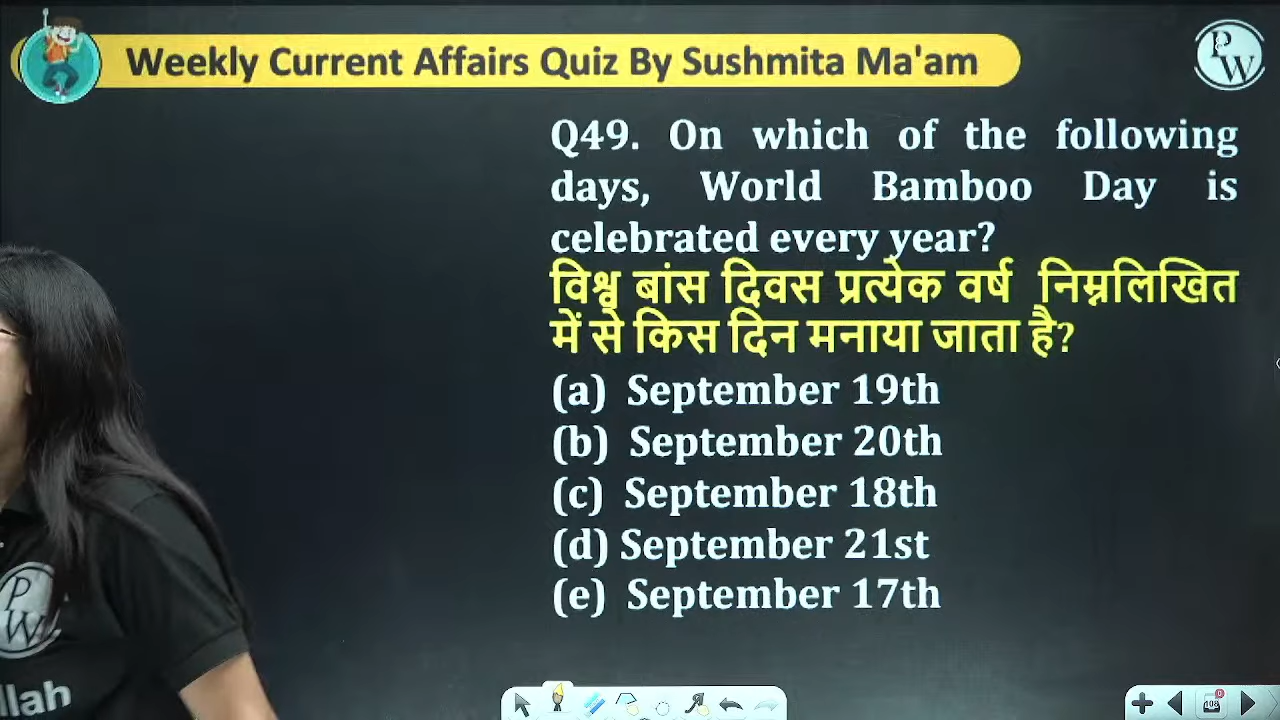 Weekly Current Affairs Quiz By Sushmita Ma'am
PW
Q49. On which of the following
days, World Bamboo Day is
celebrated every year?
विश्व बांस दिवस प्रत्येक वर्ष निम्नलिखित
में से किस दिन मनाया जाता है?
(a) September 19th
(b) September 20th
(c) September 18th
(d) September 21st
(e) September 17th
PW
llah
108